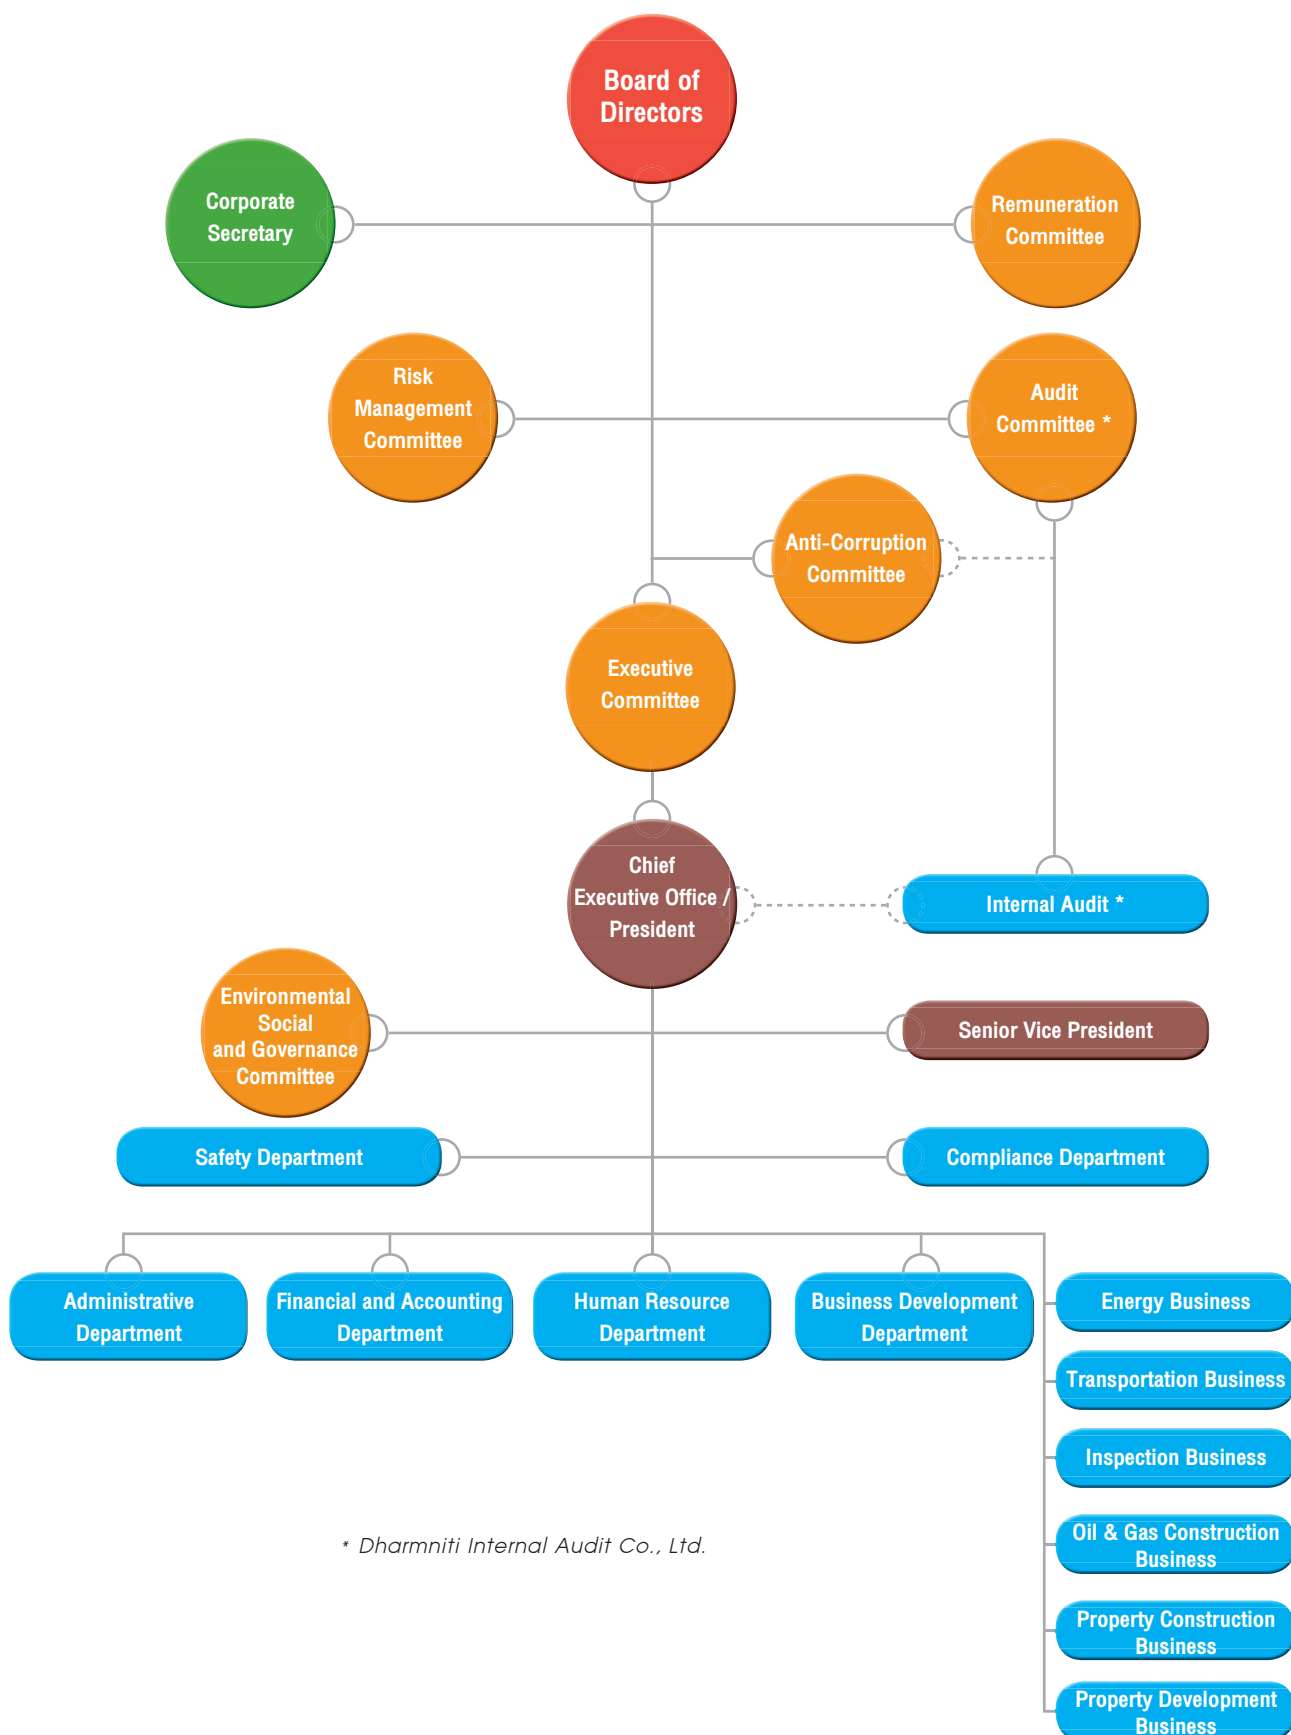 Board of
Directors
Corporate
Secretary
Remuneration
Committee
Risk
Management
Committee
Audit
Committee *
Anti-Corruption
Committee
Executive
Committee
Chief
Executive Office /
President
Internal Audit *
Environmental
Social
and Governance
Committee
Senior Vice President
Safety Department
Compliance Department
Administrative
Department
Financial and Accounting
Department
Human Resource
Department
Business Development
Department
Energy Business
Transportation Business
Inspection Business
Oil & Gas Construction
Business
Property Construction
Business
Property Development
Business
* Dharmniti Internal Audit Co., Ltd.